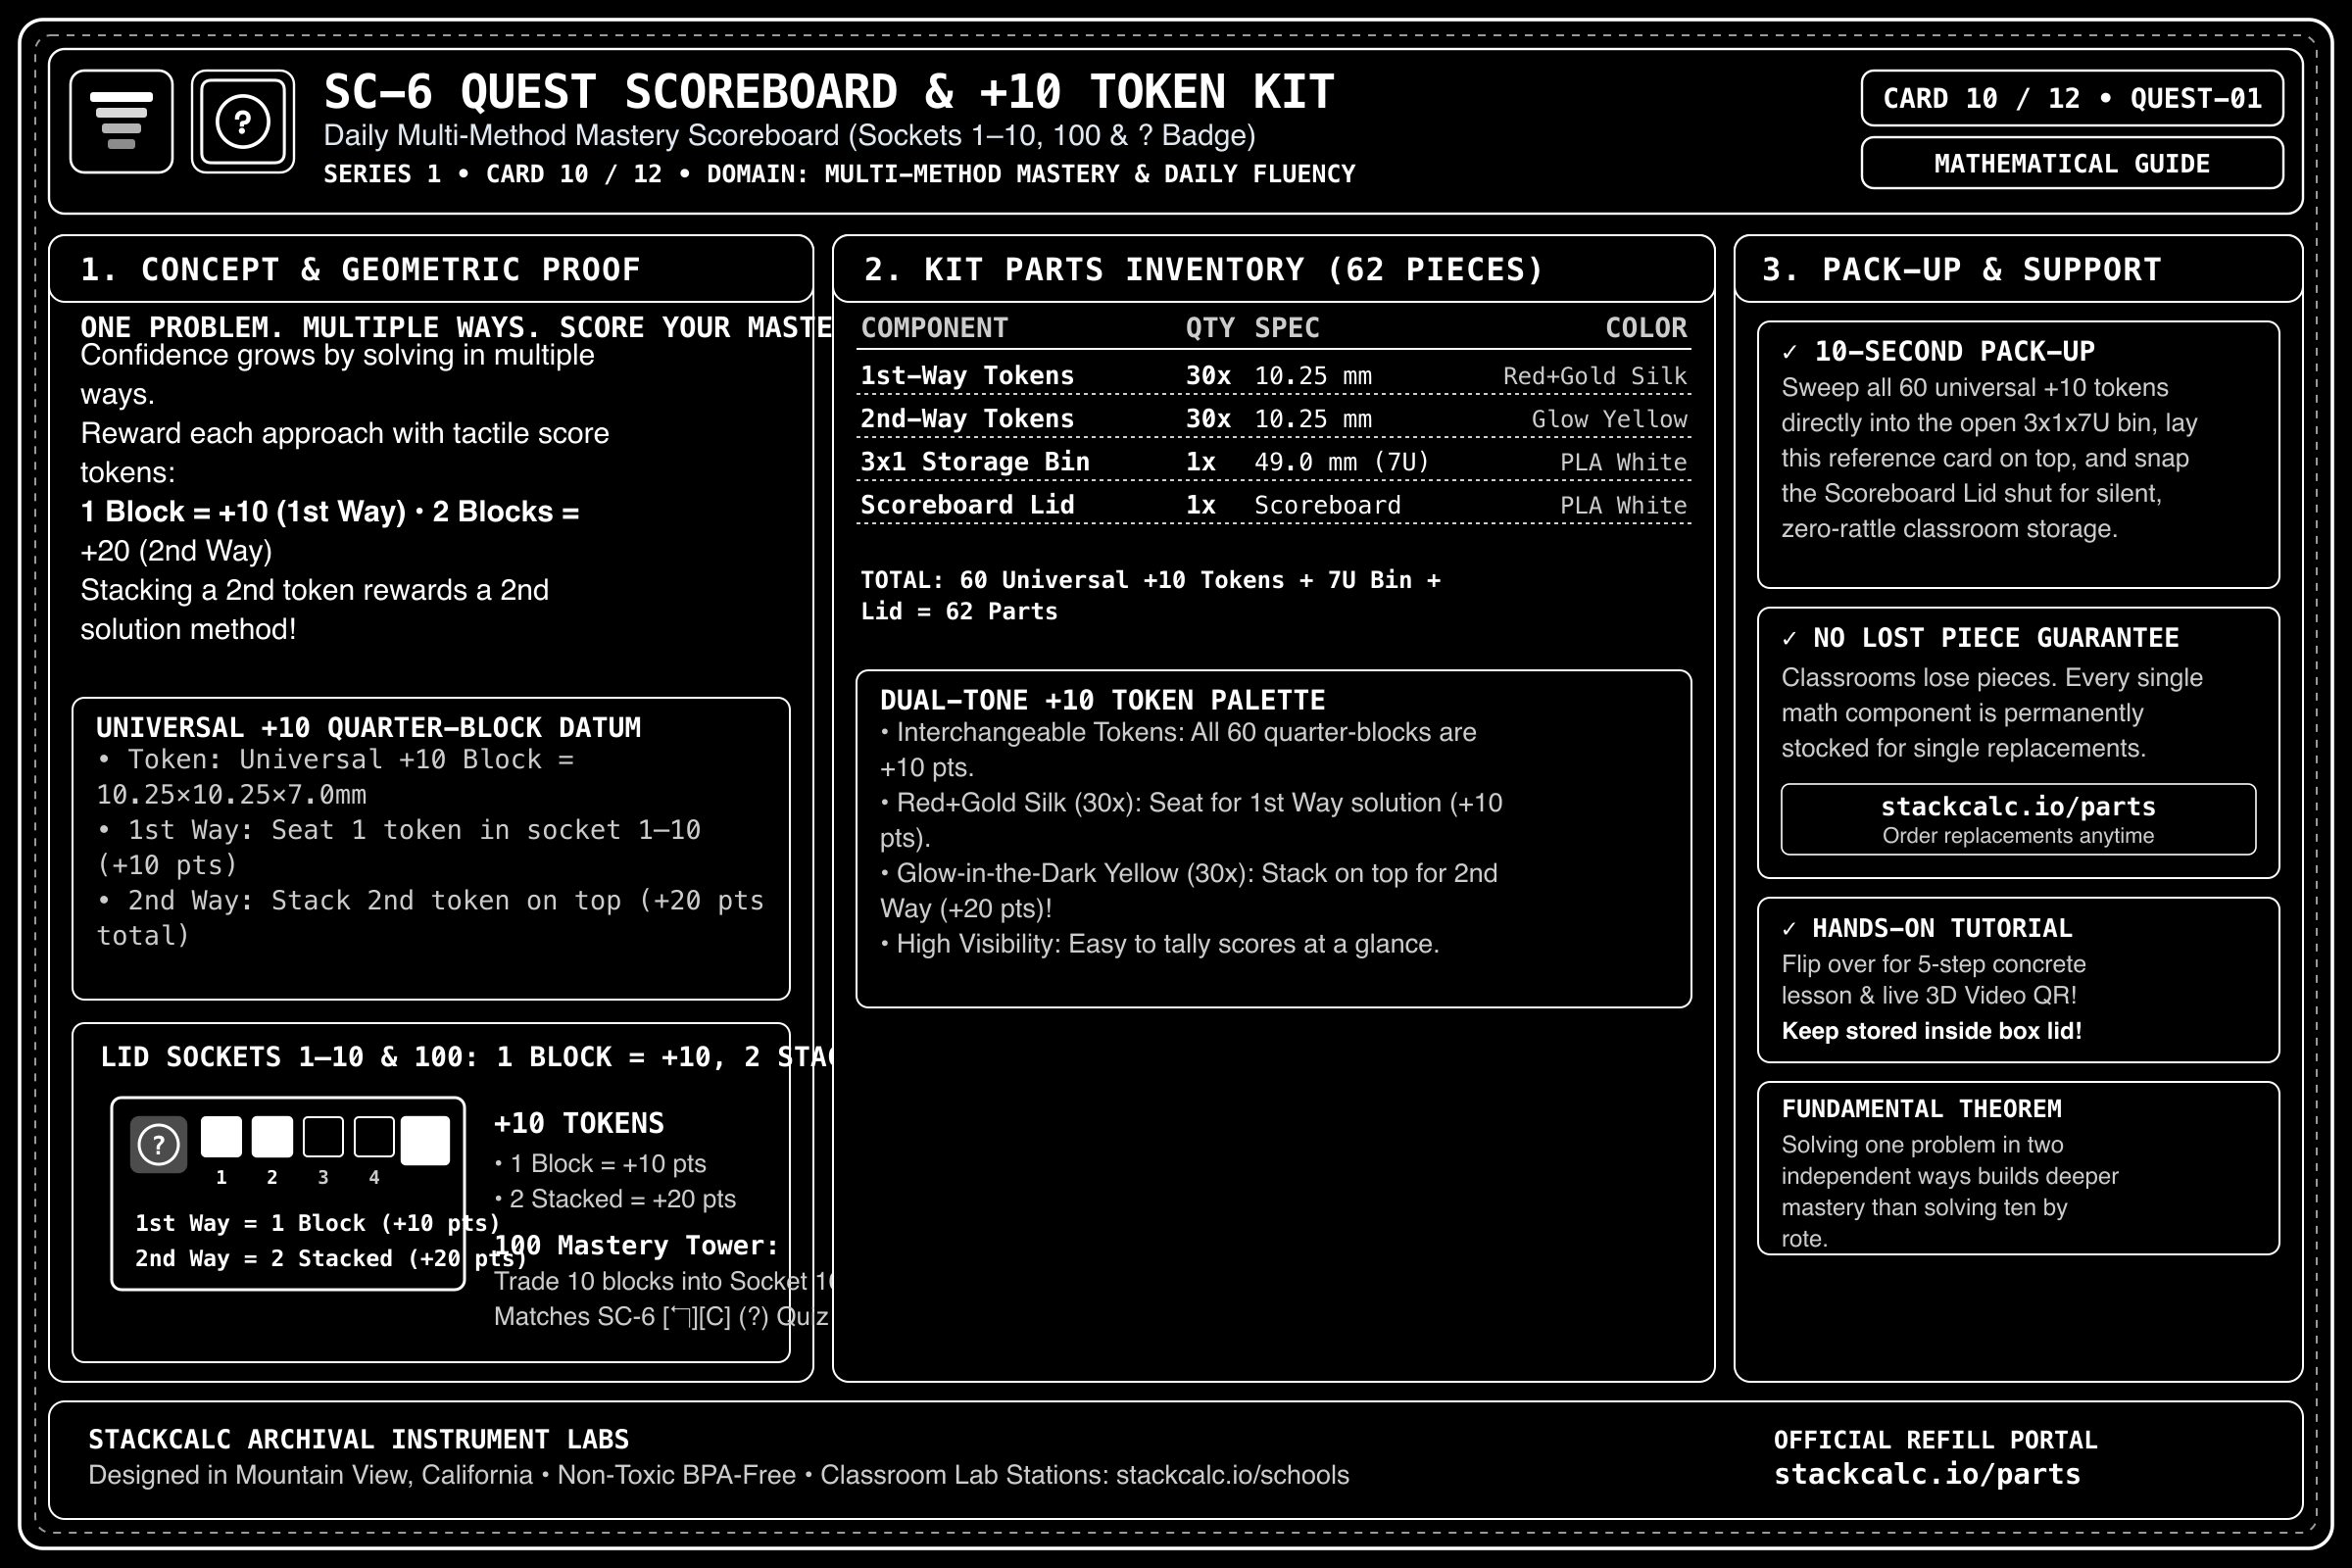 SC-6 QUEST SCOREBOARD & +10 TOKEN KIT
Daily Multi-Method Mastery Scoreboard (Sockets 1–10, 100 & ? Badge)
SERIES 1 • CARD 10 / 12 • DOMAIN: MULTI-METHOD MASTERY & DAILY FLUENCY
?
CARD 10 / 12 • QUEST-01
MATHEMATICAL GUIDE
1. CONCEPT & GEOMETRIC PROOF
ONE PROBLEM. MULTIPLE WAYS. SCORE YOUR MASTE
Confidence grows by solving in multiple
ways.
Reward each approach with tactile score
tokens:
1 Block = +10 (1st Way) • 2 Blocks =
+20 (2nd Way)
Stacking a 2nd token rewards a 2nd
solution method!
UNIVERSAL +10 QUARTER-BLOCK DATUM
• Token: Universal +10 Block =
10.25×10.25×7.0mm
• 1st Way: Seat 1 token in socket 1–10
(+10 pts)
• 2nd Way: Stack 2nd token on top (+20 pts
total)
LID SOCKETS 1–10 & 100: 1 BLOCK = +10, 2 STAC
?
1 2 3 4
1st Way = 1 Block (+10 pts)
2nd Way = 2 Stacked (+20 pts)
+10 TOKENS
• 1 Block = +10 pts
• 2 Stacked = +20 pts
100 Mastery Tower:
Trade 10 blocks into Socket 10
Matches SC-6 [][C] (?) Quiz
2. KIT PARTS INVENTORY (62 PIECES)
COMPONENT QTY SPEC COLOR
1st-Way Tokens 30x 10.25 mm Red+Gold Silk
2nd-Way Tokens 30x 10.25 mm Glow Yellow
3x1 Storage Bin 1x 49.0 mm (7U) PLA White
Scoreboard Lid 1x Scoreboard PLA White
TOTAL: 60 Universal +10 Tokens + 7U Bin +
Lid = 62 Parts
DUAL-TONE +10 TOKEN PALETTE
• Interchangeable Tokens: All 60 quarter-blocks are
+10 pts.
• Red+Gold Silk (30x): Seat for 1st Way solution (+10
pts).
• Glow-in-the-Dark Yellow (30x): Stack on top for 2nd
Way (+20 pts)!
• High Visibility: Easy to tally scores at a glance.
3. PACK-UP & SUPPORT
✓ 10-SECOND PACK-UP
Sweep all 60 universal +10 tokens
directly into the open 3x1x7U bin, lay
this reference card on top, and snap
the Scoreboard Lid shut for silent,
zero-rattle classroom storage.
✓ NO LOST PIECE GUARANTEE
Classrooms lose pieces. Every single
math component is permanently
stocked for single replacements.
stackcalc.io/parts
Order replacements anytime
✓ HANDS-ON TUTORIAL
Flip over for 5-step concrete
lesson & live 3D Video QR!
Keep stored inside box lid!
FUNDAMENTAL THEOREM
Solving one problem in two
independent ways builds deeper
mastery than solving ten by
rote.
STACKCALC ARCHIVAL INSTRUMENT LABS
Designed in Mountain View, California • Non-Toxic BPA-Free • Classroom Lab Stations: stackcalc.io/schools
OFFICIAL REFILL PORTAL
stackcalc.io/parts